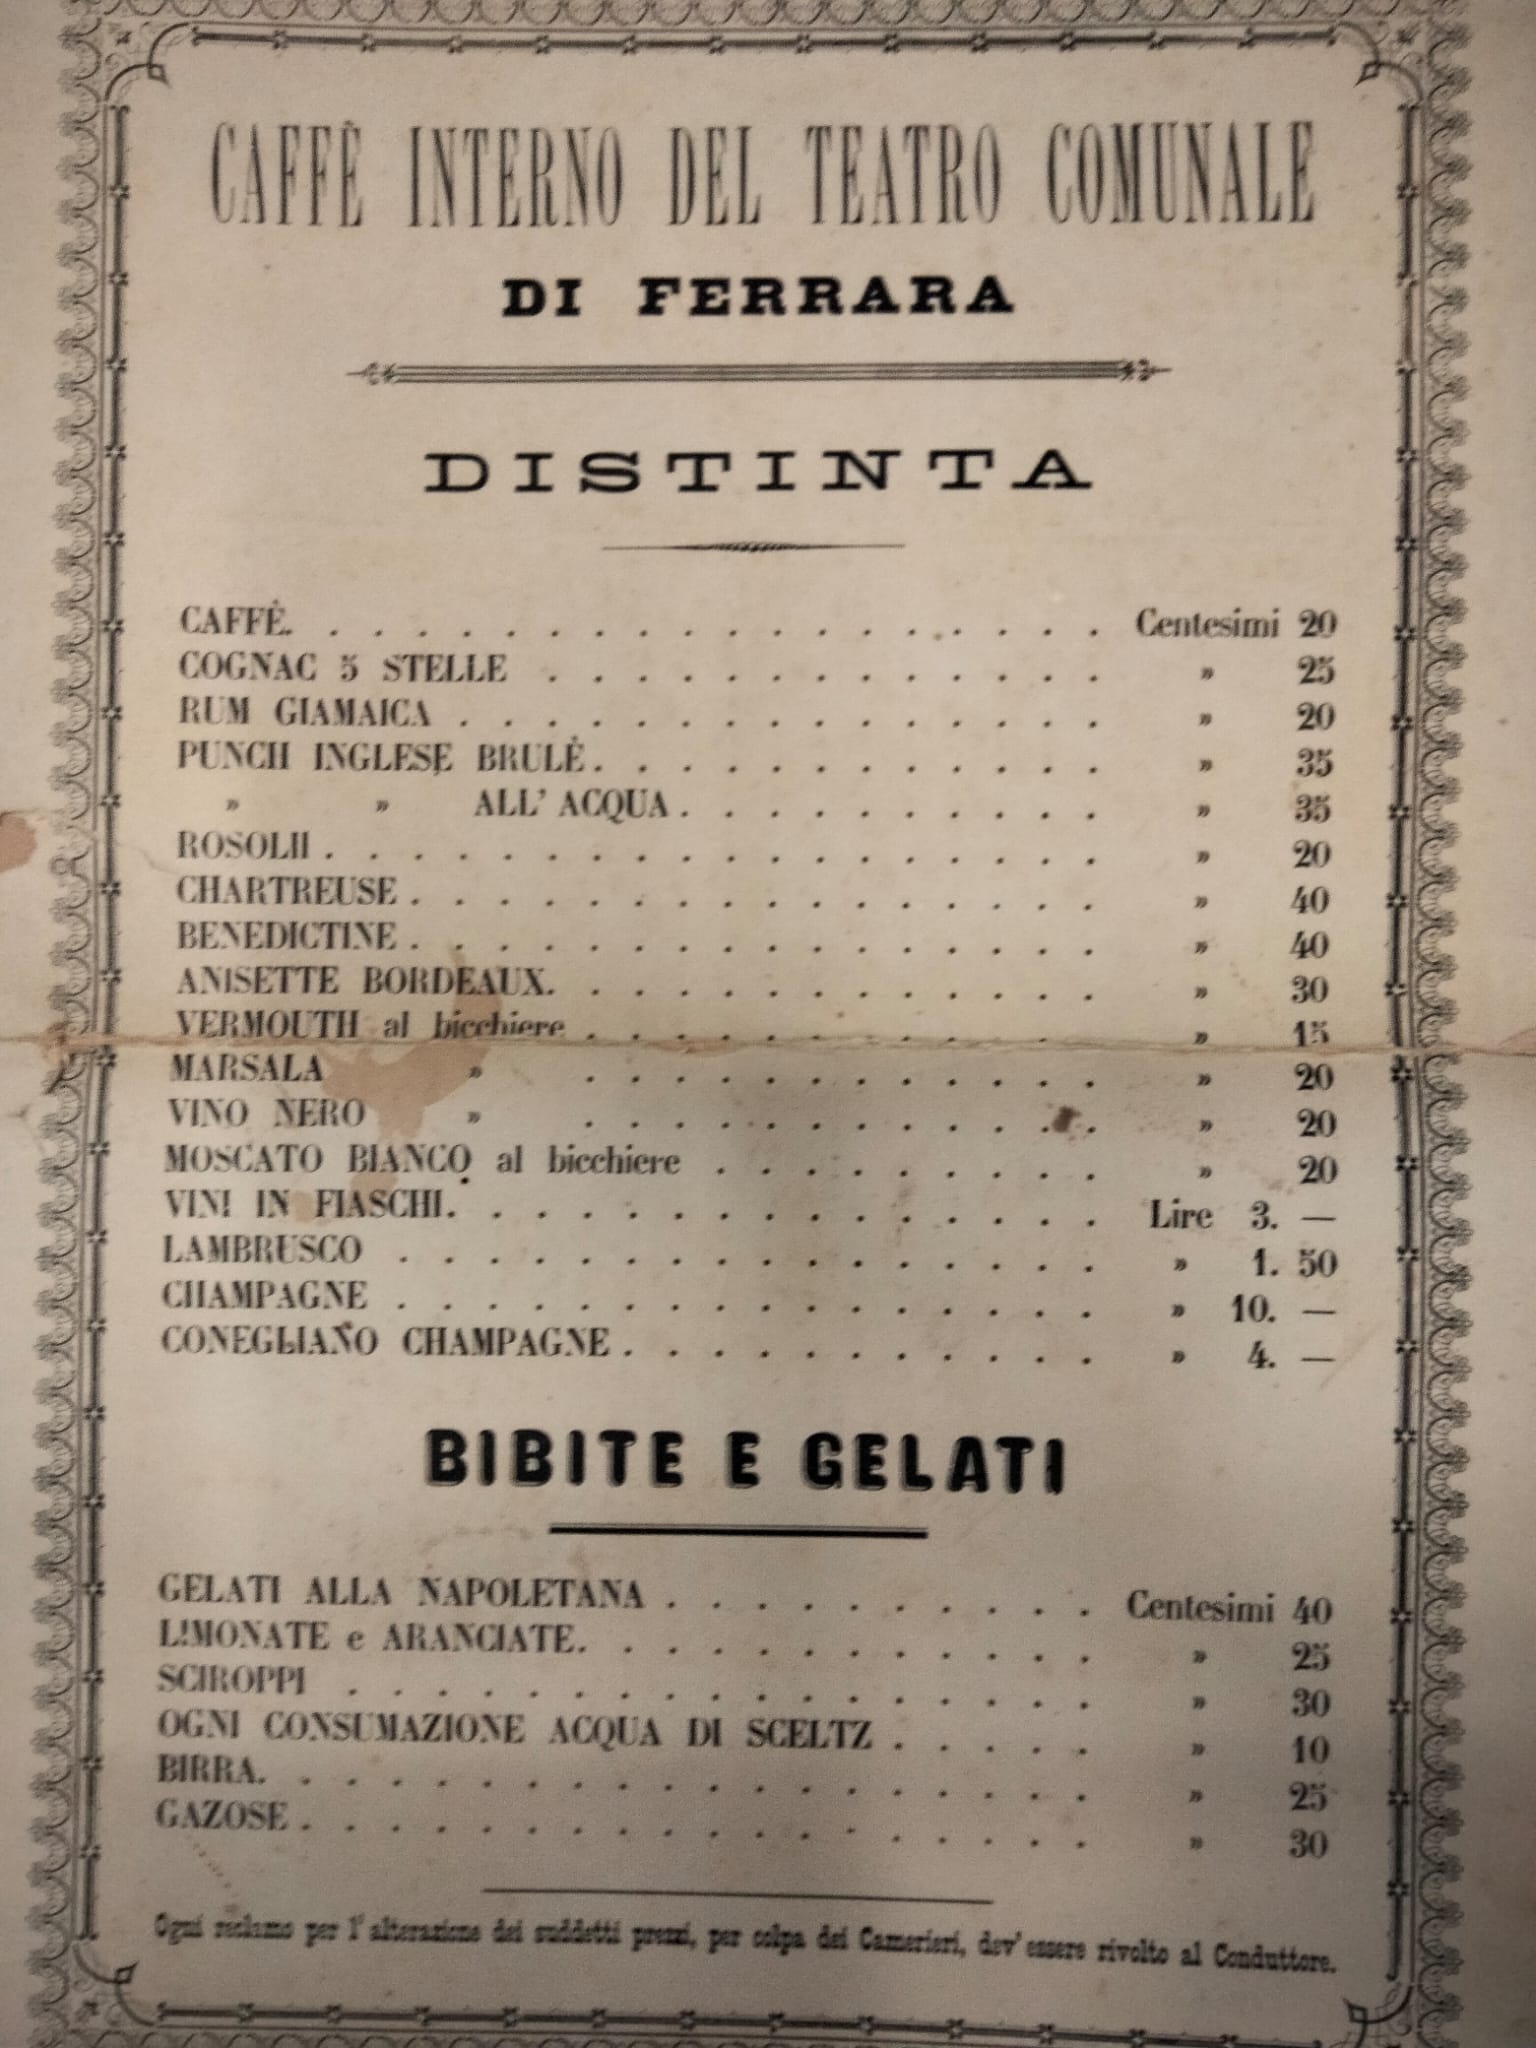 CAFFÈ INTERNO DEL TEATRO COMUNALE
DI FERRARA
DISTINTA
CAFFÈ. . . . . . . . . . . . . . . . . . . Centesimi 20
COGNAC 5 STELLE . . . . . . . . . . . . . » 25
RUM GIAMAICA . . . . . . . . . . . . . . . » 20
PUNCH INGLESE BRULÈ. . . . . . . . . . . . » 35
» » ALL' ACQUA . . . . . . . . . . » 35
ROSOLII . . . . . . . . . . . . . . . . . . » 20
CHARTREUSE . . . . . . . . . . . . . . . . » 40
BENEDICTINE . . . . . . . . . . . . . . . . » 40
ANISETTE BORDEAUX. . . . . . . . . . . . . » 30
VERMOUTH al bicchiere . . . . . . . . . . . . » 15
MARSALA » . . . . . . . . . . . . » 20
VINO NERO » . . . . . . . . . . . . » 20
MOSCATO BIANCO al bicchiere . . . . . . . . . » 20
VINI IN FIASCHI. . . . . . . . . . . . . . . Lire 3. —
LAMBRUSCO . . . . . . . . . . . . . . . . » 1. 50
CHAMPAGNE . . . . . . . . . . . . . . . . » 10. —
CONEGLIANO CHAMPAGNE . . . . . . . . . . . » 4. —
BIBITE E GELATI
GELATI ALLA NAPOLETANA . . . . . . . . . . Centesimi 40
LIMONATE e ARANCIATE. . . . . . . . . . . . » 25
SCIROPPI . . . . . . . . . . . . . . . . . » 30
OGNI CONSUMAZIONE ACQUA DI SCELTZ . . . . . » 10
BIRRA. . . . . . . . . . . . . . . . . . . » 25
GAZOSE . . . . . . . . . . . . . . . . . . » 30
Ogni reclamo per l' alterazione dei suddetti prezzi, per colpa dei Camerieri, dev' essere rivolto al Conduttore.